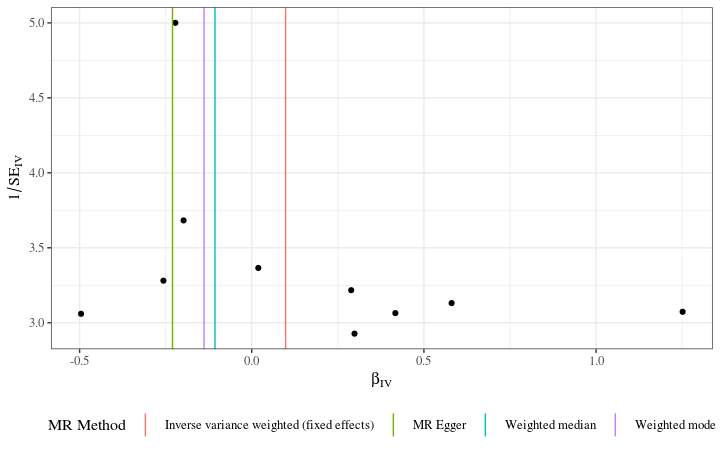 5.0
4.5
4.0
3.5
3.0
1/SE_IV
-0.5 0.0 0.5 1.0
β_IV
MR Method Inverse variance weighted (fixed effects) MR Egger Weighted median Weighted mode